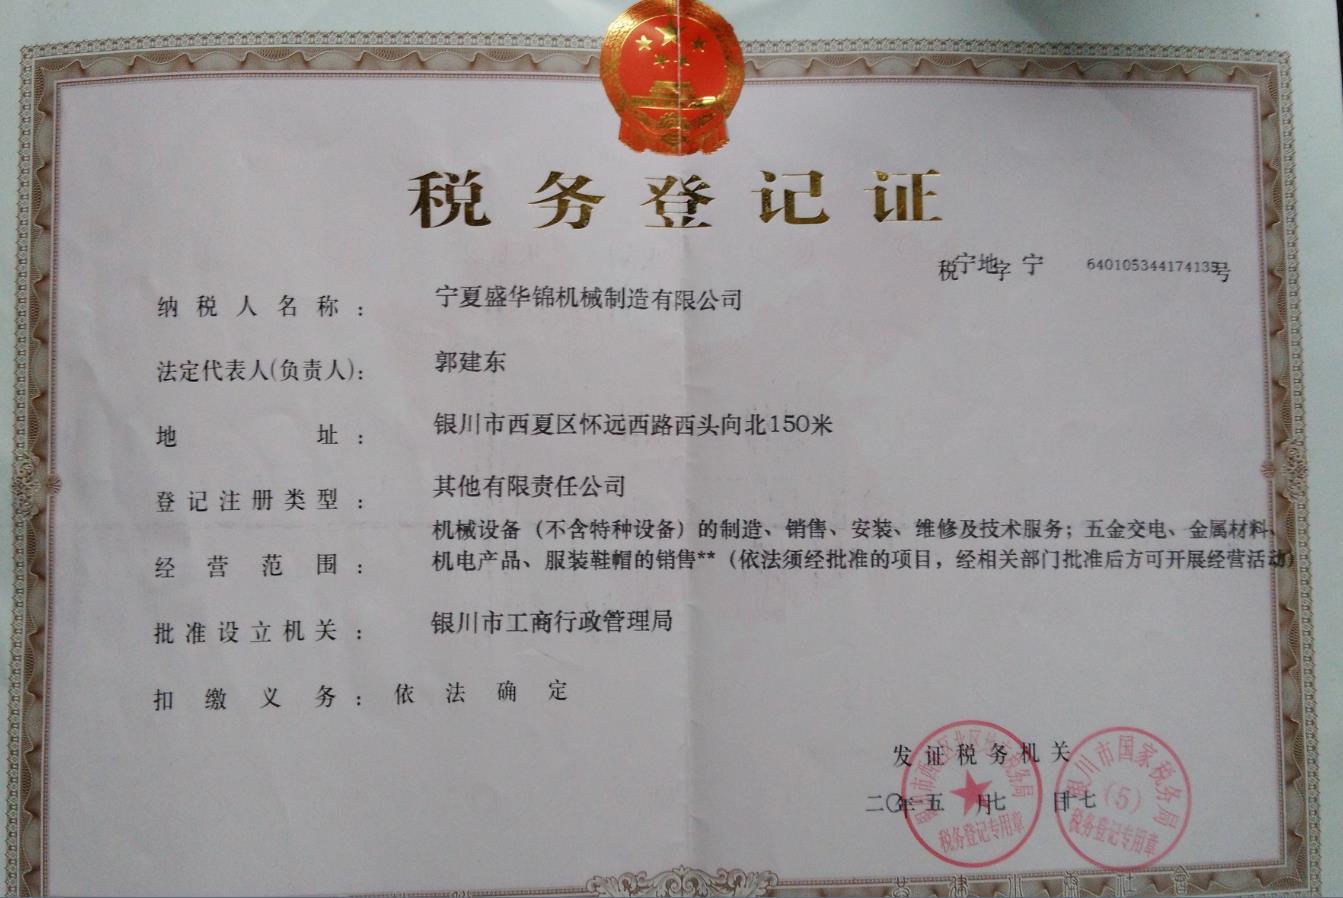 税务登记证
税宁地字 宁 640105344174135号
纳税人名称： 宁夏盛华锦机械制造有限公司
法定代表人(负责人)： 郭建东
地址： 银川市西夏区怀远西路西头向北150米
登记注册类型： 其他有限责任公司
机械设备（不含特种设备）的制造、销售、安装、维修及技术服务；五金交电、金属材料、
经营范围： 机电产品、服装鞋帽的销售**（依法须经批准的项目，经相关部门批准后方可开展经营活动）
批准设立机关： 银川市工商行政管理局
扣缴义务： 依法确定
发证税务机关
二〇一五年七月十七日
税务登记专用章
银川市国家税务局
(5)
税务登记专用章